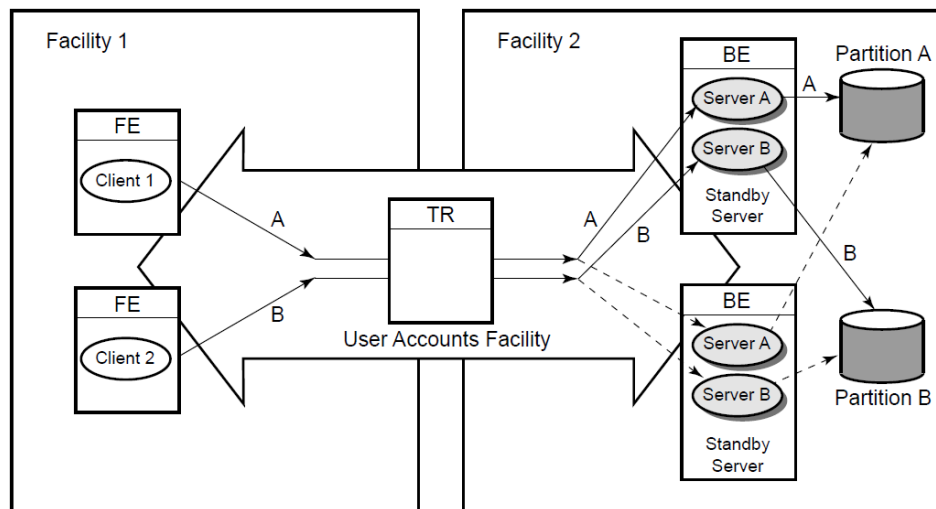 Facility 1
Facility 2
FE
Client 1
A
FE
Client 2
B
TR
User Accounts Facility
A
B
BE
Server A
Server B
Standby
Server
BE
Server A
Server B
Standby
Server
A
B
Partition A
Partition B